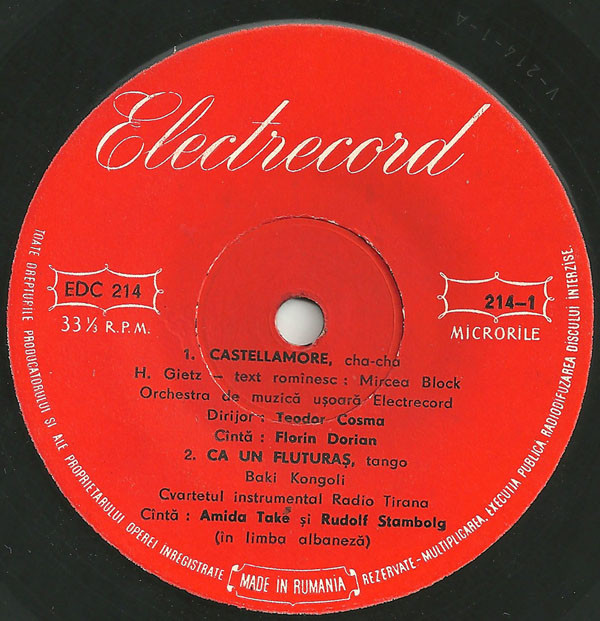 Electrecord
EDC 214
33⅓ R.P.M.
214-1
MICRORILE
1. CASTELLAMORE, cha-cha
H. Gietz – text romînesc : Mircea Block
Orchestra de muzică ușoară Electrecord
Dirijor : Teodor Cosma
Cîntă : Florin Dorian
2. CA UN FLUTURAȘ, tango
Baki Kongoli
Cvartetul instrumental Radio Tirana
Cîntă : Amida Take și Rudolf Stambolg
(în limba albaneză)
TOATE DREPTURILE PRODUCATORULUI ȘI ALE PROPRIETARULUI OPEREI INREGISTRATE
MADE IN RUMANIA
REZERVATE-MULTIPLICAREA, EXECUȚIA PUBLICA, RADIODIFUZAREA DISCULUI INTERZISE.
V-214-1-A